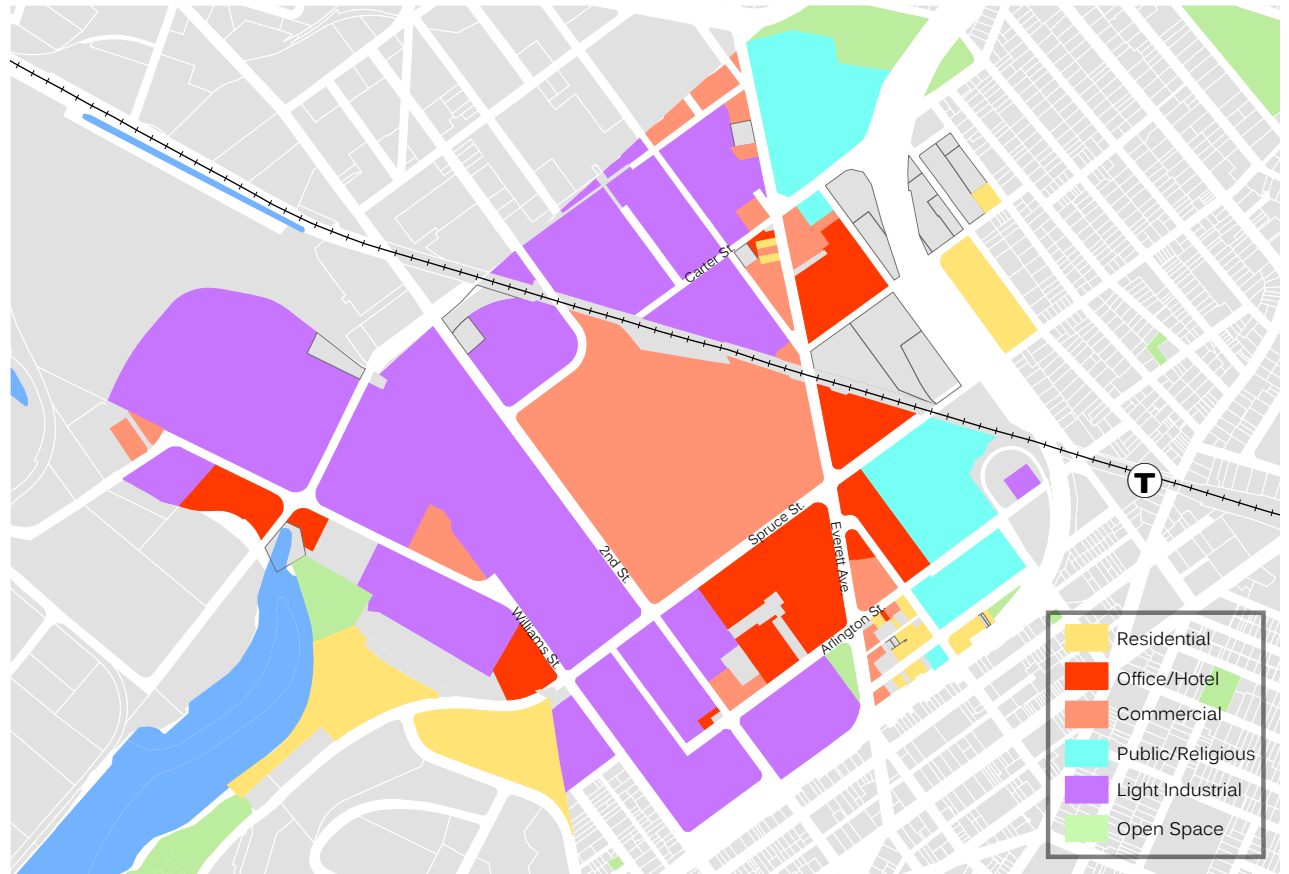 Carter St.
T
2nd St.
Spruce St.
Everett Ave.
Williams St.
Arlington St.
Residential
Office/Hotel
Commercial
Public/Religious
Light Industrial
Open Space